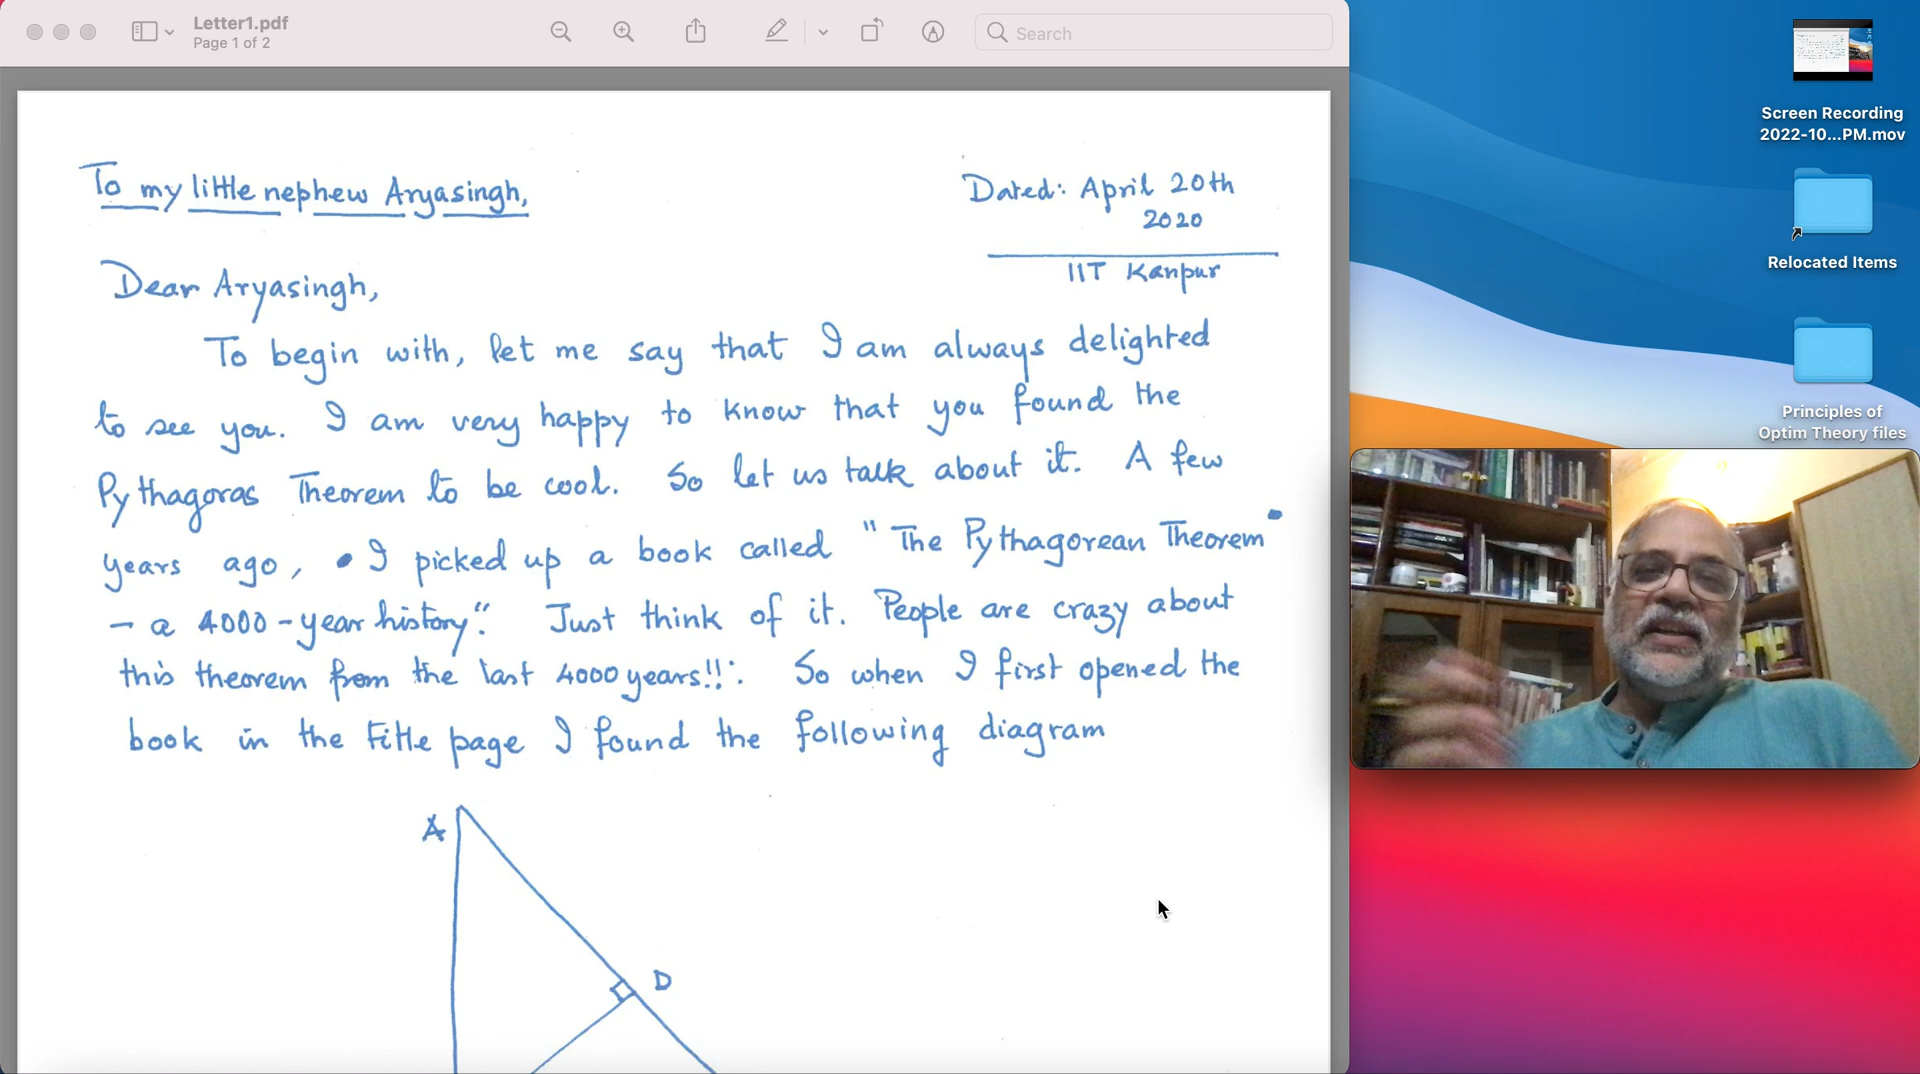 Letter1.pdf
Page 1 of 2
Search
To my little nephew Aryasingh,
Dated: April 20th
2020
IIT Kanpur
Dear Aryasingh,
To begin with, let me say that I am always delighted
to see you. I am very happy to know that you found the
Pythagoras Theorem to be cool. So let us talk about it. A few
years ago, I picked up a book called "The Pythagorean Theorem
- a 4000-year history". Just think of it. People are crazy about
this theorem from the last 4000 years!!. So when I first opened the
book in the title page I found the following diagram
A
D
Screen Recording
2022-10...PM.mov
Relocated Items
Principles of
Optim Theory files